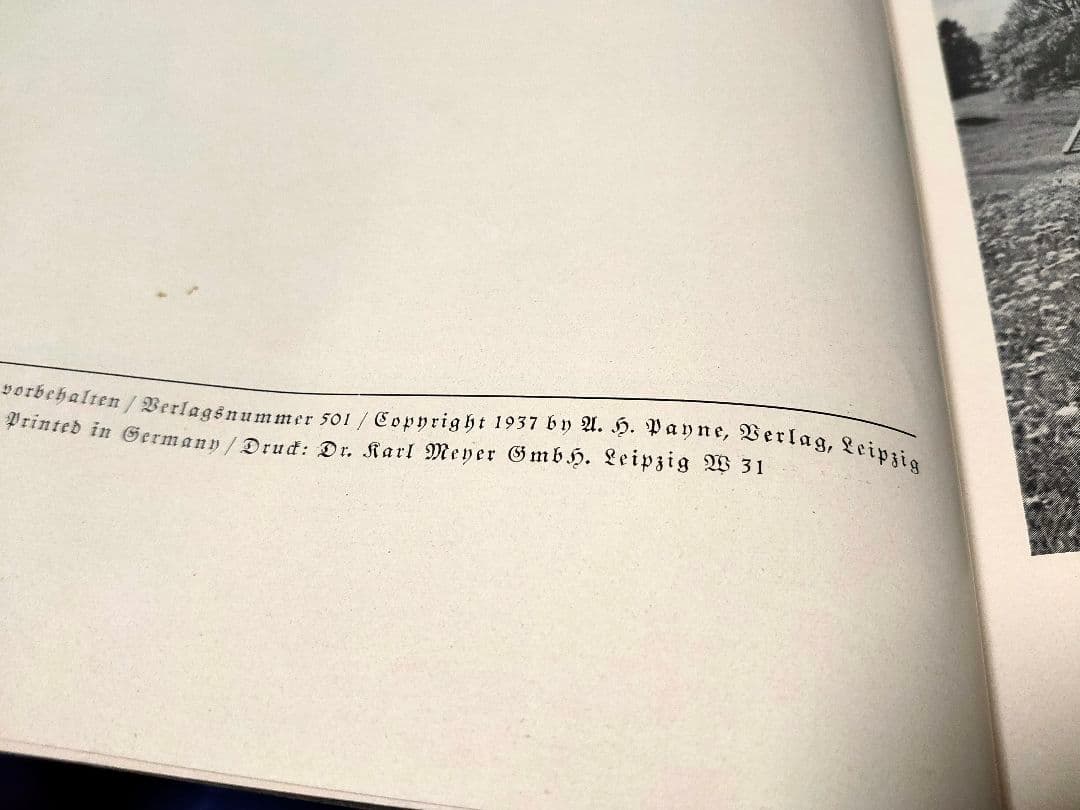 vorbehalten / Verlagsnummer 501 / Copyright 1937 by A. H. Payne, Verlag, Leipzig
Printed in Germany / Druck: Dr. Karl Meyer GmbH. Leipzig W 31